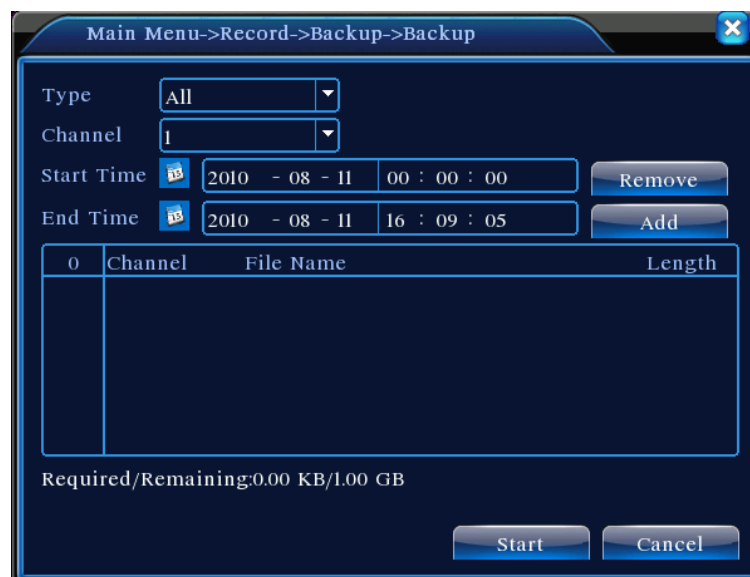 Main Menu->Record->Backup->Backup
Type All
Channel 1
Start Time 15 2010 - 08 - 11 00 : 00 : 00 Remove
End Time 15 2010 - 08 - 11 16 : 09 : 05 Add
0 Channel File Name Length
Required/Remaining:0.00 KB/1.00 GB
Start Cancel